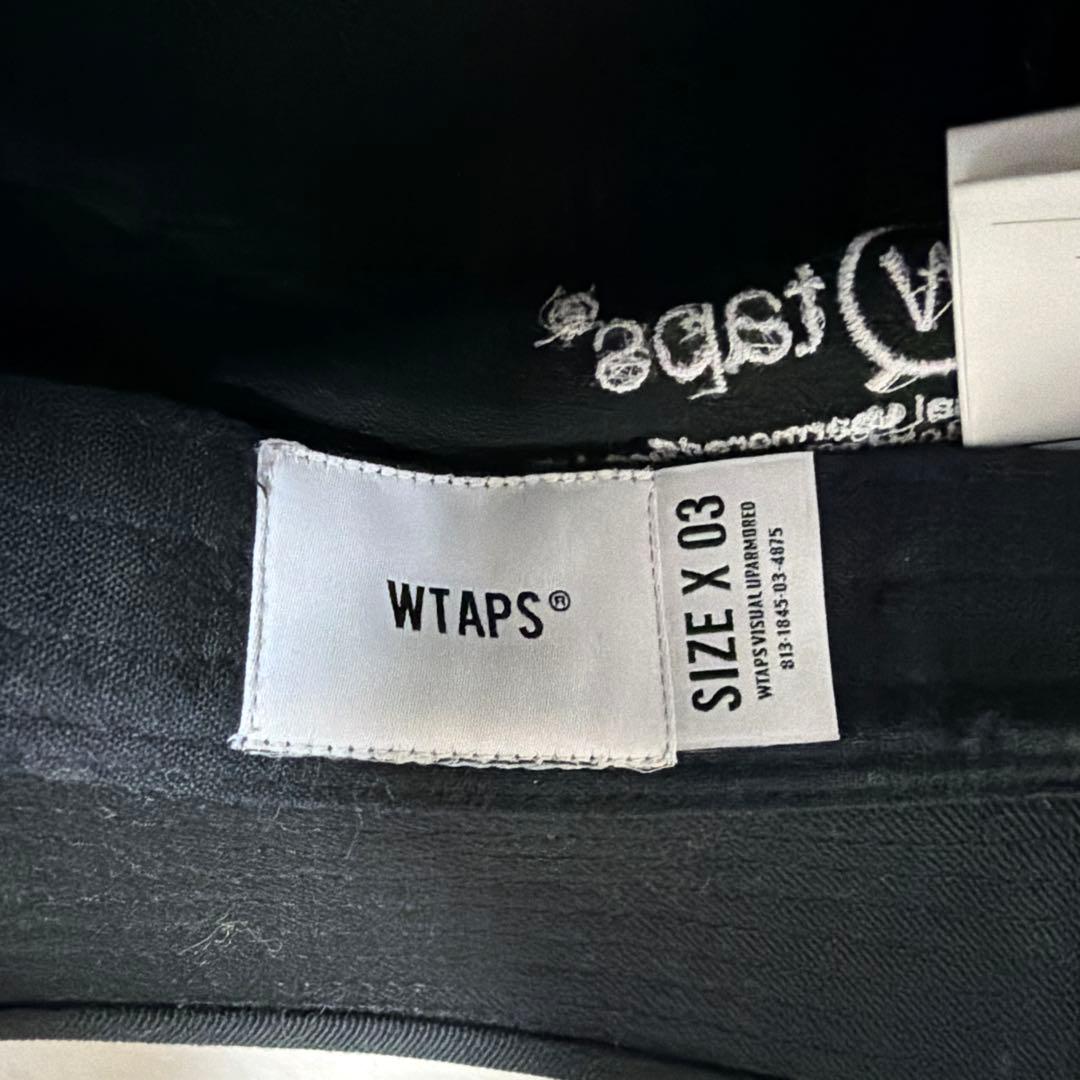 WTAPS®
SIZE X 03
WTAPS VISUAL UPARMORED
813-1845-03-4875